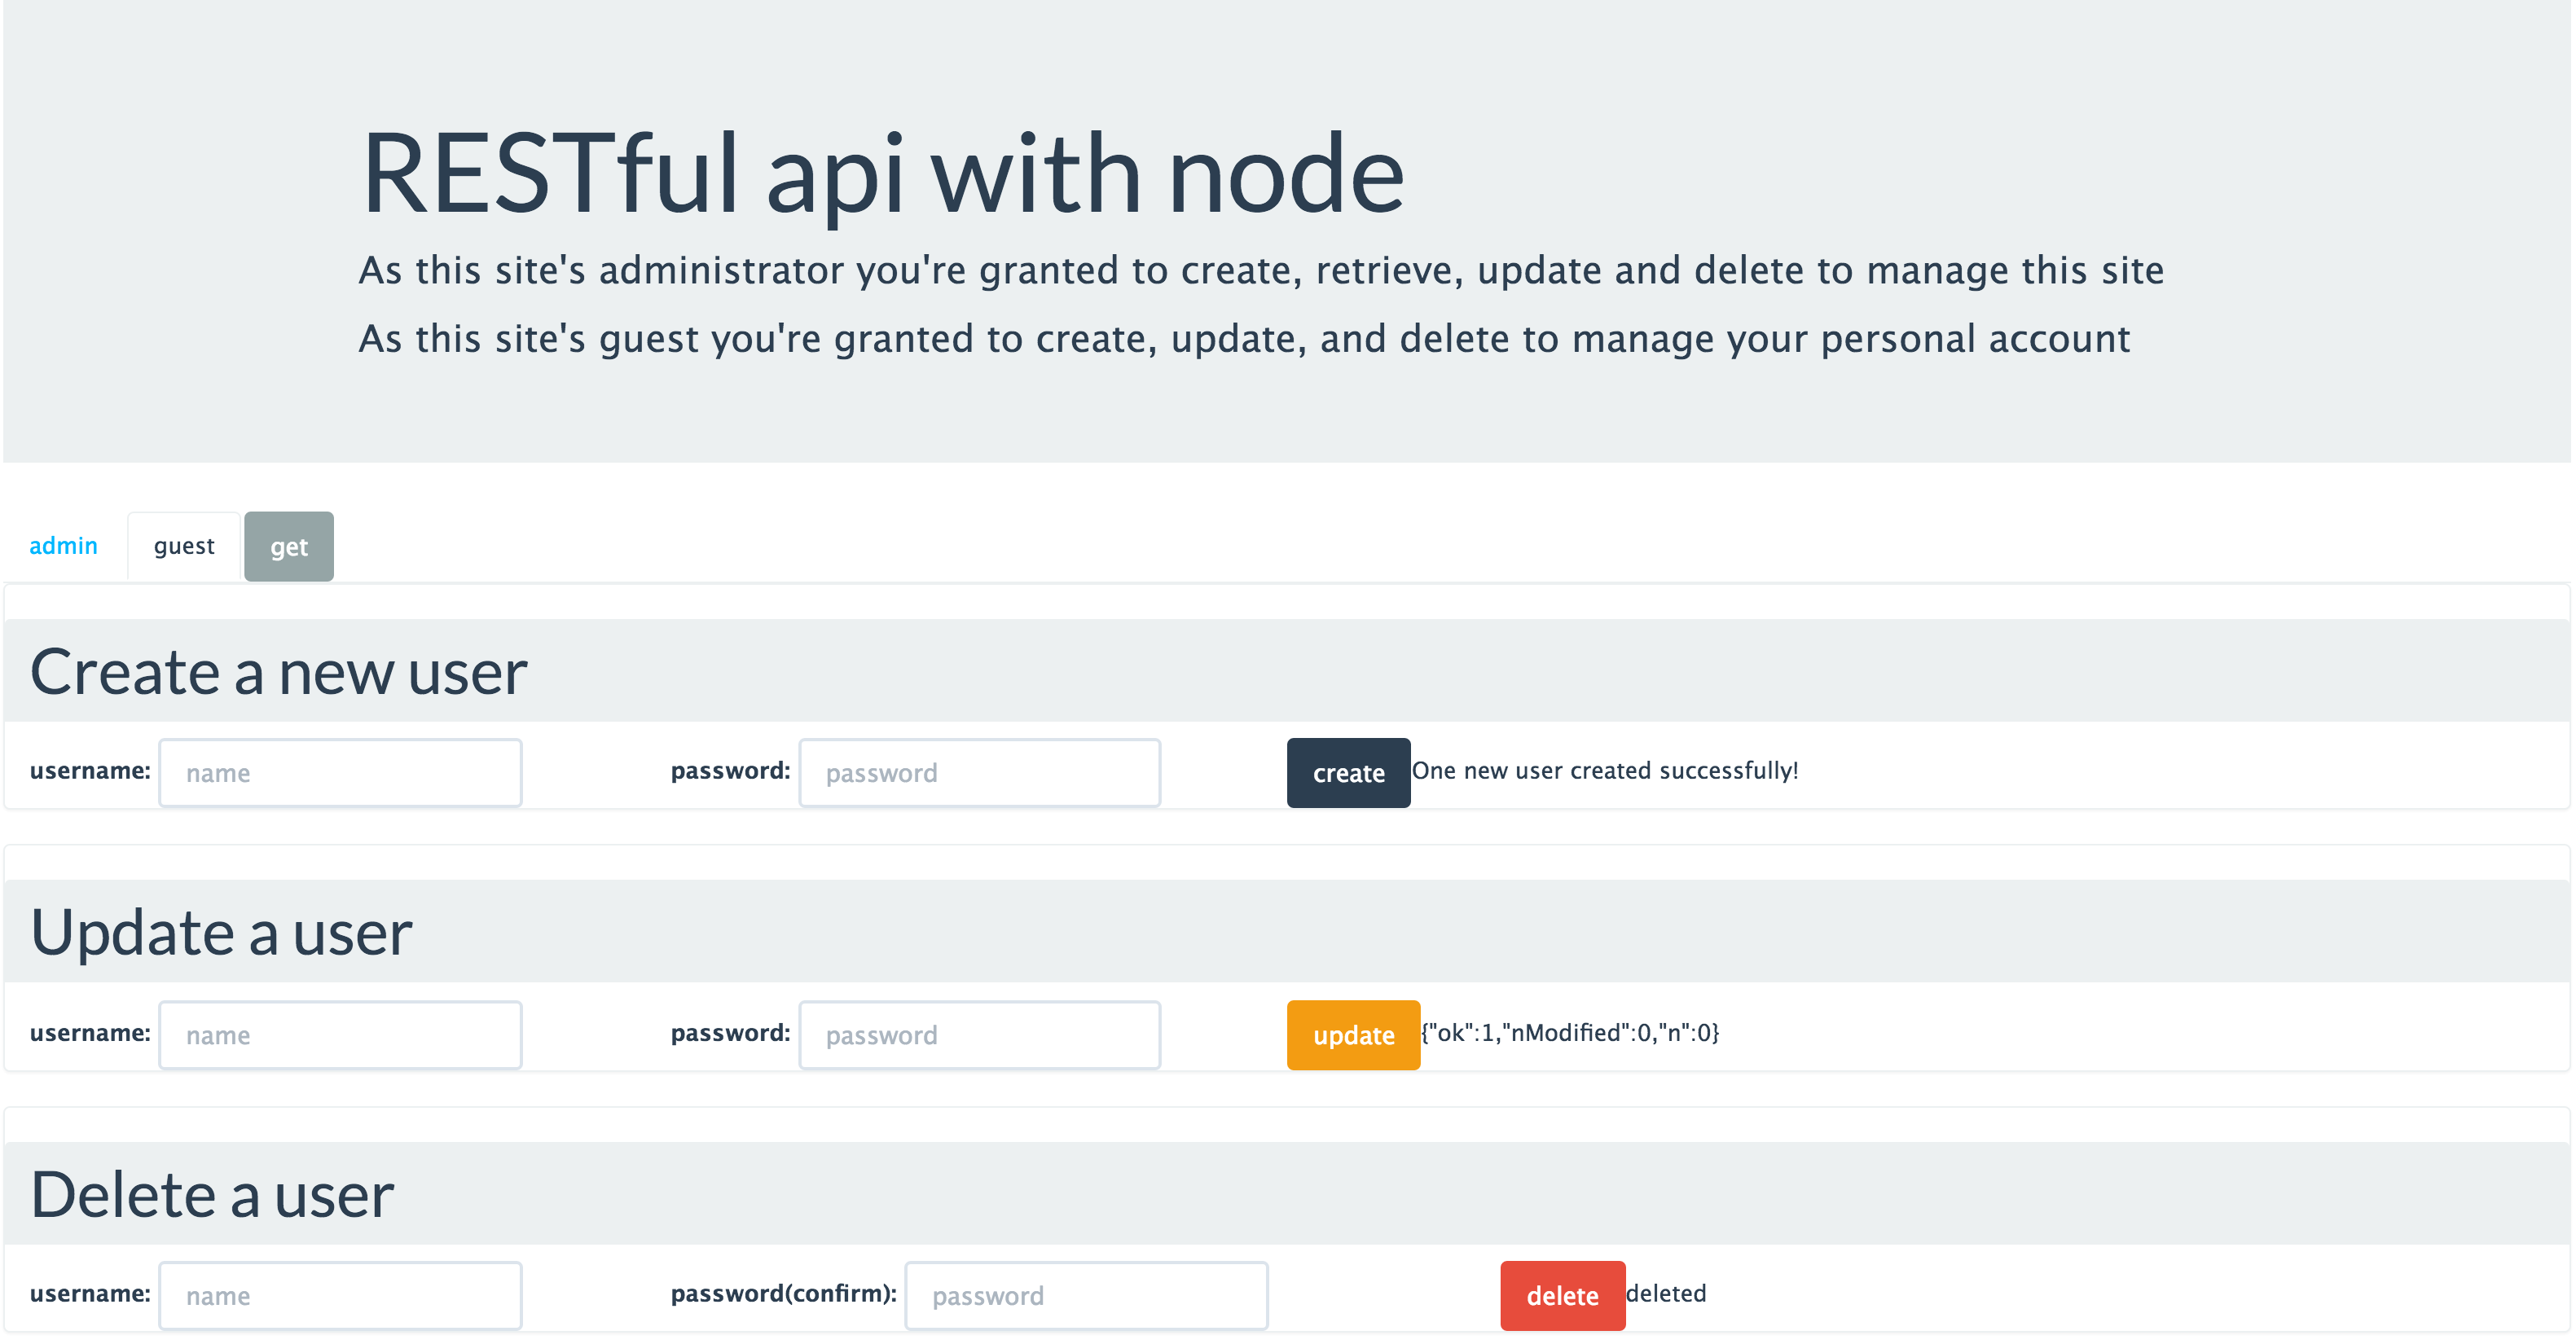 RESTful api with node
As this site's administrator you're granted to create, retrieve, update and delete to manage this site
As this site's guest you're granted to create, update, and delete to manage your personal account
admin guest get
Create a new user
username: name password: password create One new user created successfully!
Update a user
username: name password: password update {"ok":1,"nModified":0,"n":0}
Delete a user
username: name password(confirm): password delete deleted